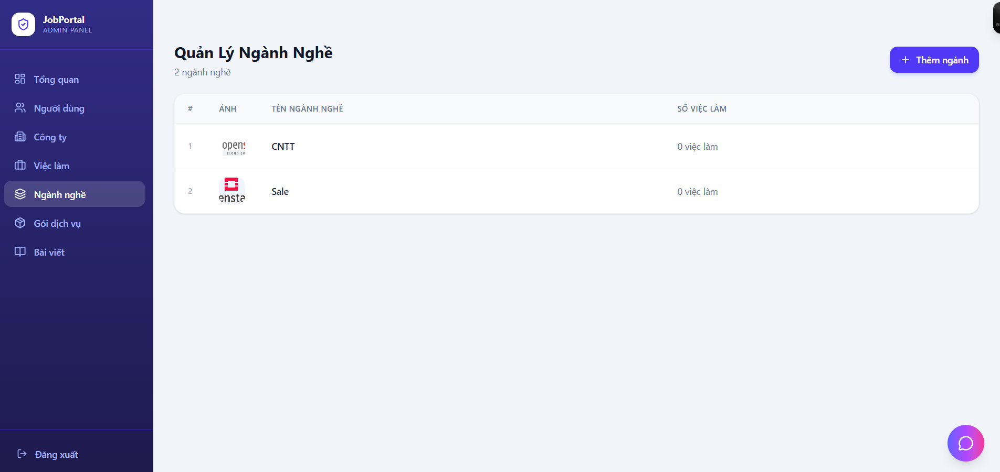 JobPortal
ADMIN PANEL
Tổng quan
Người dùng
Công ty
Việc làm
Ngành nghề
Gói dịch vụ
Bài viết
Đăng xuất
Quản Lý Ngành Nghề
2 ngành nghề
Thêm ngành
# ẢNH TÊN NGÀNH NGHỀ SỐ VIỆC LÀM
1 opens CNTT 0 việc làm
CLOUD SO
2 ensta Sale 0 việc làm